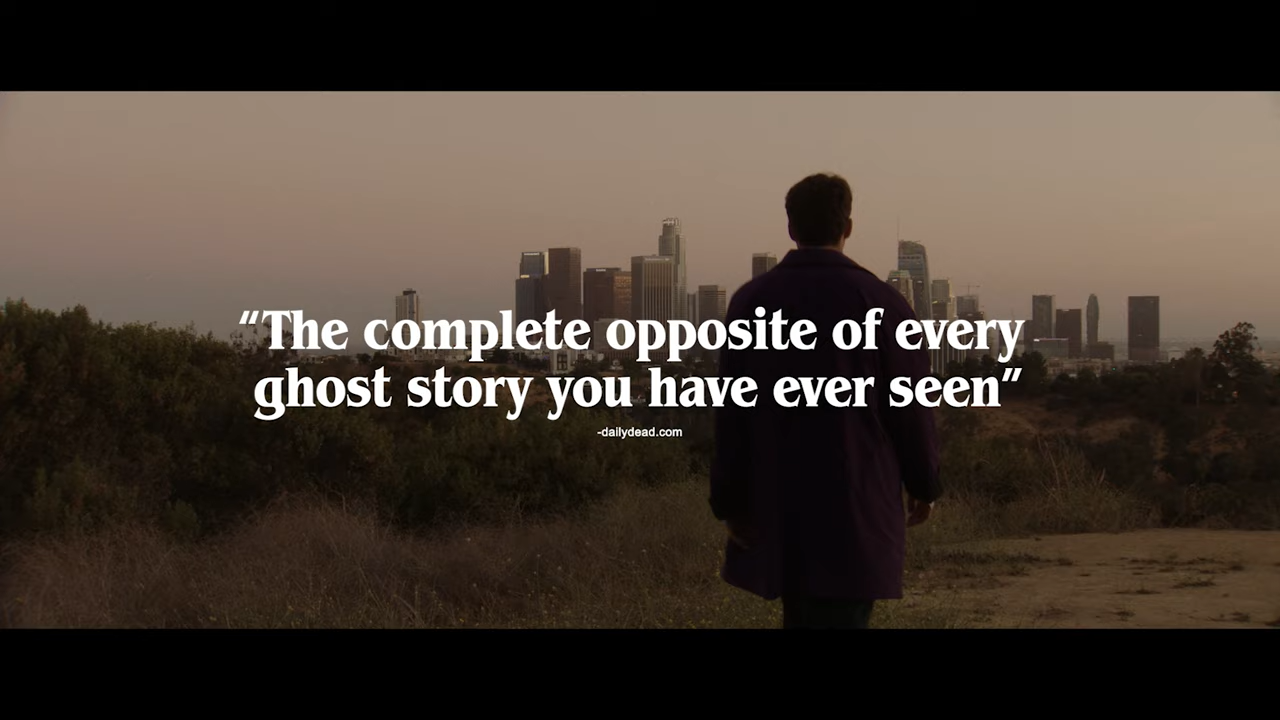 “The complete opposite of every
ghost story you have ever seen”
-dailydead.com